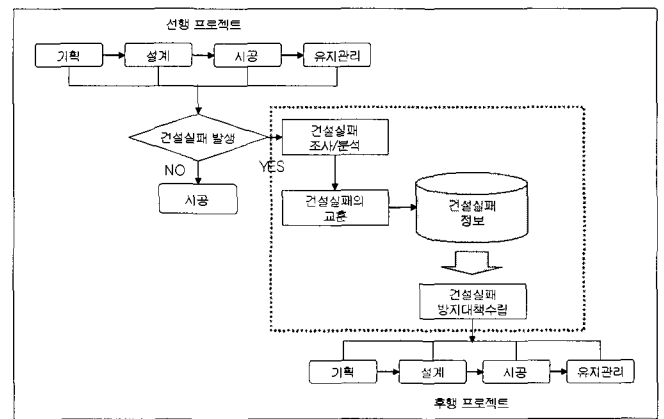 선행 프로젝트
기획
설계
시공
유지관리
건설실패 발생
NO
YES
시공
건설실패
조사/분석
건설실패의
교훈
건설실패
정보
건설실패
방지대책수립
기획
설계
시공
유지관리
후행 프로젝트